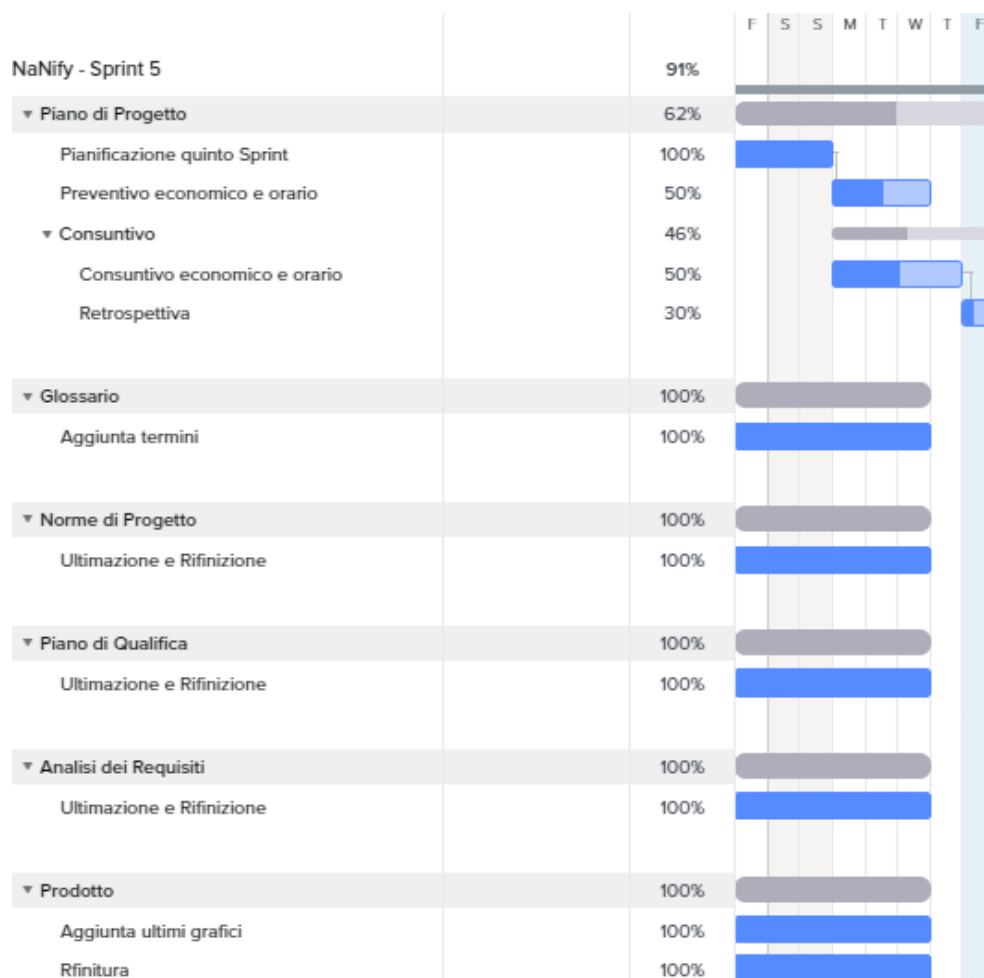 F S S M T W T F
NaNify - Sprint 5 91%
Piano di Progetto 62%
Pianificazione quinto Sprint 100%
Preventivo economico e orario 50%
Consuntivo 46%
Consuntivo economico e orario 50%
Retrospettiva 30%
Glossario 100%
Aggiunta termini 100%
Norme di Progetto 100%
Ultimazione e Rifinizione 100%
Piano di Qualifica 100%
Ultimazione e Rifinizione 100%
Analisi dei Requisiti 100%
Ultimazione e Rifinizione 100%
Prodotto 100%
Aggiunta ultimi grafici 100%
Rfinitura 100%